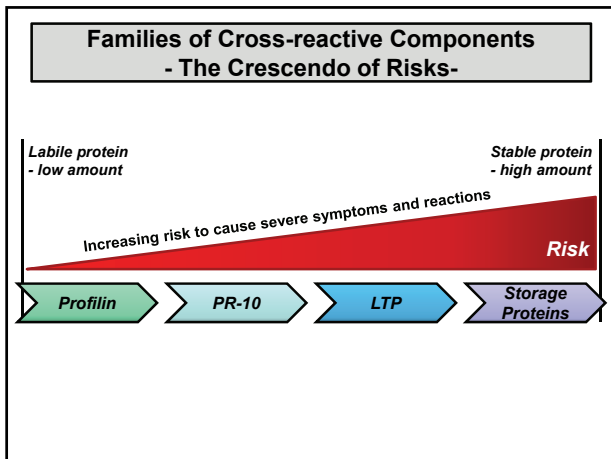 Families of Cross-reactive Components
- The Crescendo of Risks-
Labile protein
- low amount
Stable protein
- high amount
Increasing risk to cause severe symptoms and reactions
Risk
Profilin
PR-10
LTP
Storage
Proteins